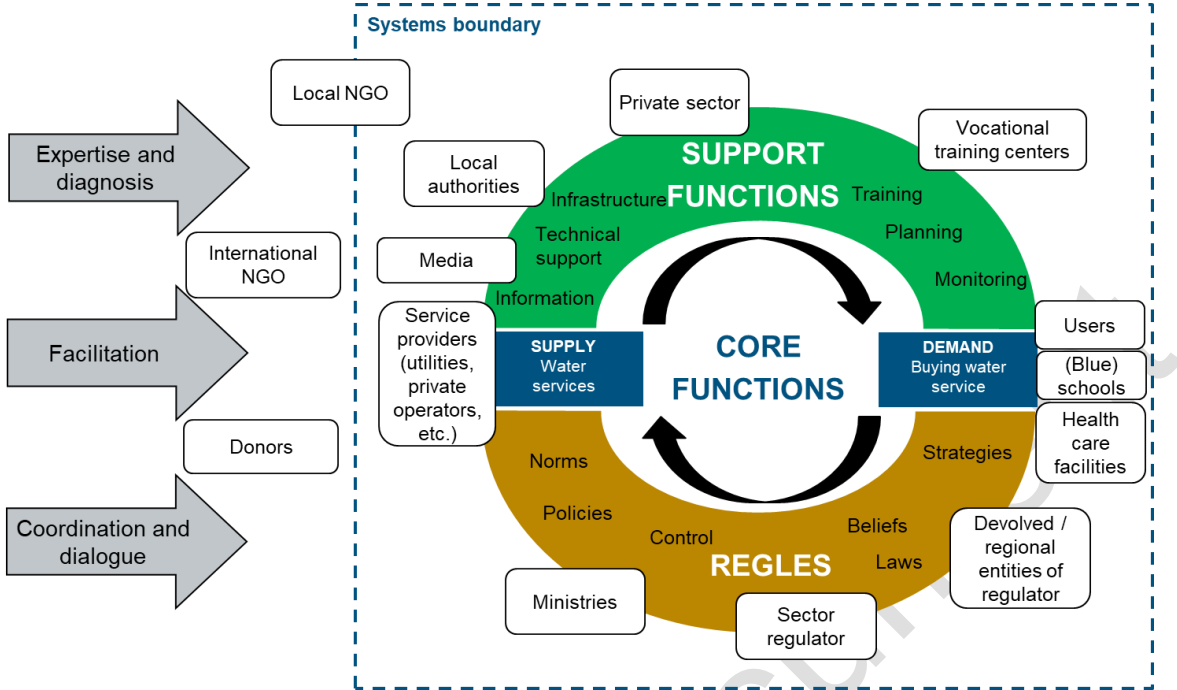 Systems boundary
Local NGO
Private sector
Vocational
training centers
Expertise and
diagnosis
Local
authorities
SUPPORT
FUNCTIONS
Infrastructure
Technical
support
Information
Training
Planning
Monitoring
International
NGO
Media
Facilitation
Service
providers
(utilities,
private
operators,
etc.)
SUPPLY
Water
services
CORE
FUNCTIONS
DEMAND
Buying water
service
Users
(Blue)
schools
Health
care
facilities
Donors
Coordination and
dialogue
Norms
Policies
Control
Strategies
Beliefs
Laws
REGLES
Ministries
Sector
regulator
Devolved /
regional
entities of
regulator